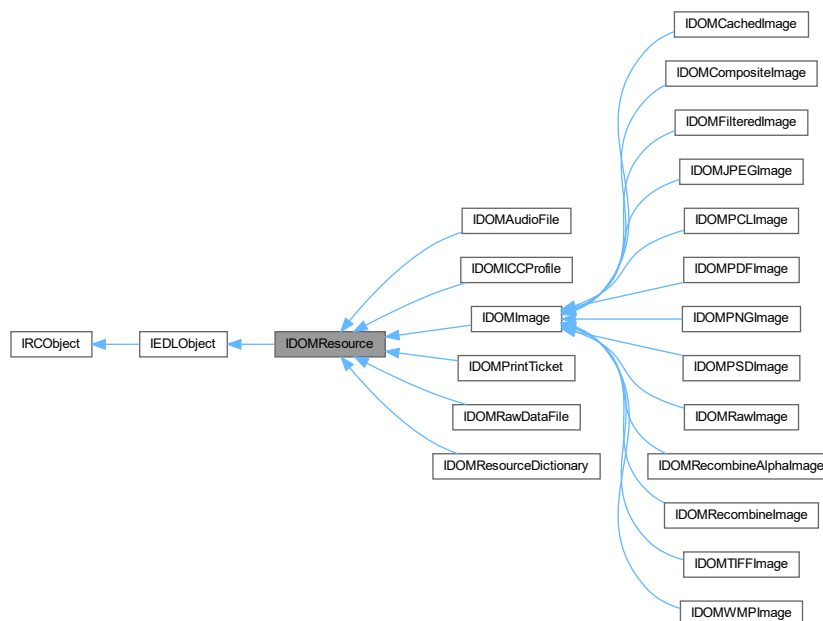 IDOMCachedImage
IDOMCompositeImage
IDOMFilteredImage
IDOMJPEGImage
IDOMAudioFile
IDOMPCLImage
IDOMICCProfile
IDOMPDFImage
IDOMImage
IDOMPNGImage
IRCObject
IEDLObject
IDOMResource
IDOMPrintTicket
IDOMPSDImage
IDOMRawDataFile
IDOMRawImage
IDOMResourceDictionary
IDOMRecombineAlphaImage
IDOMRecombineImage
IDOMTIFFImage
IDOMWMPImage